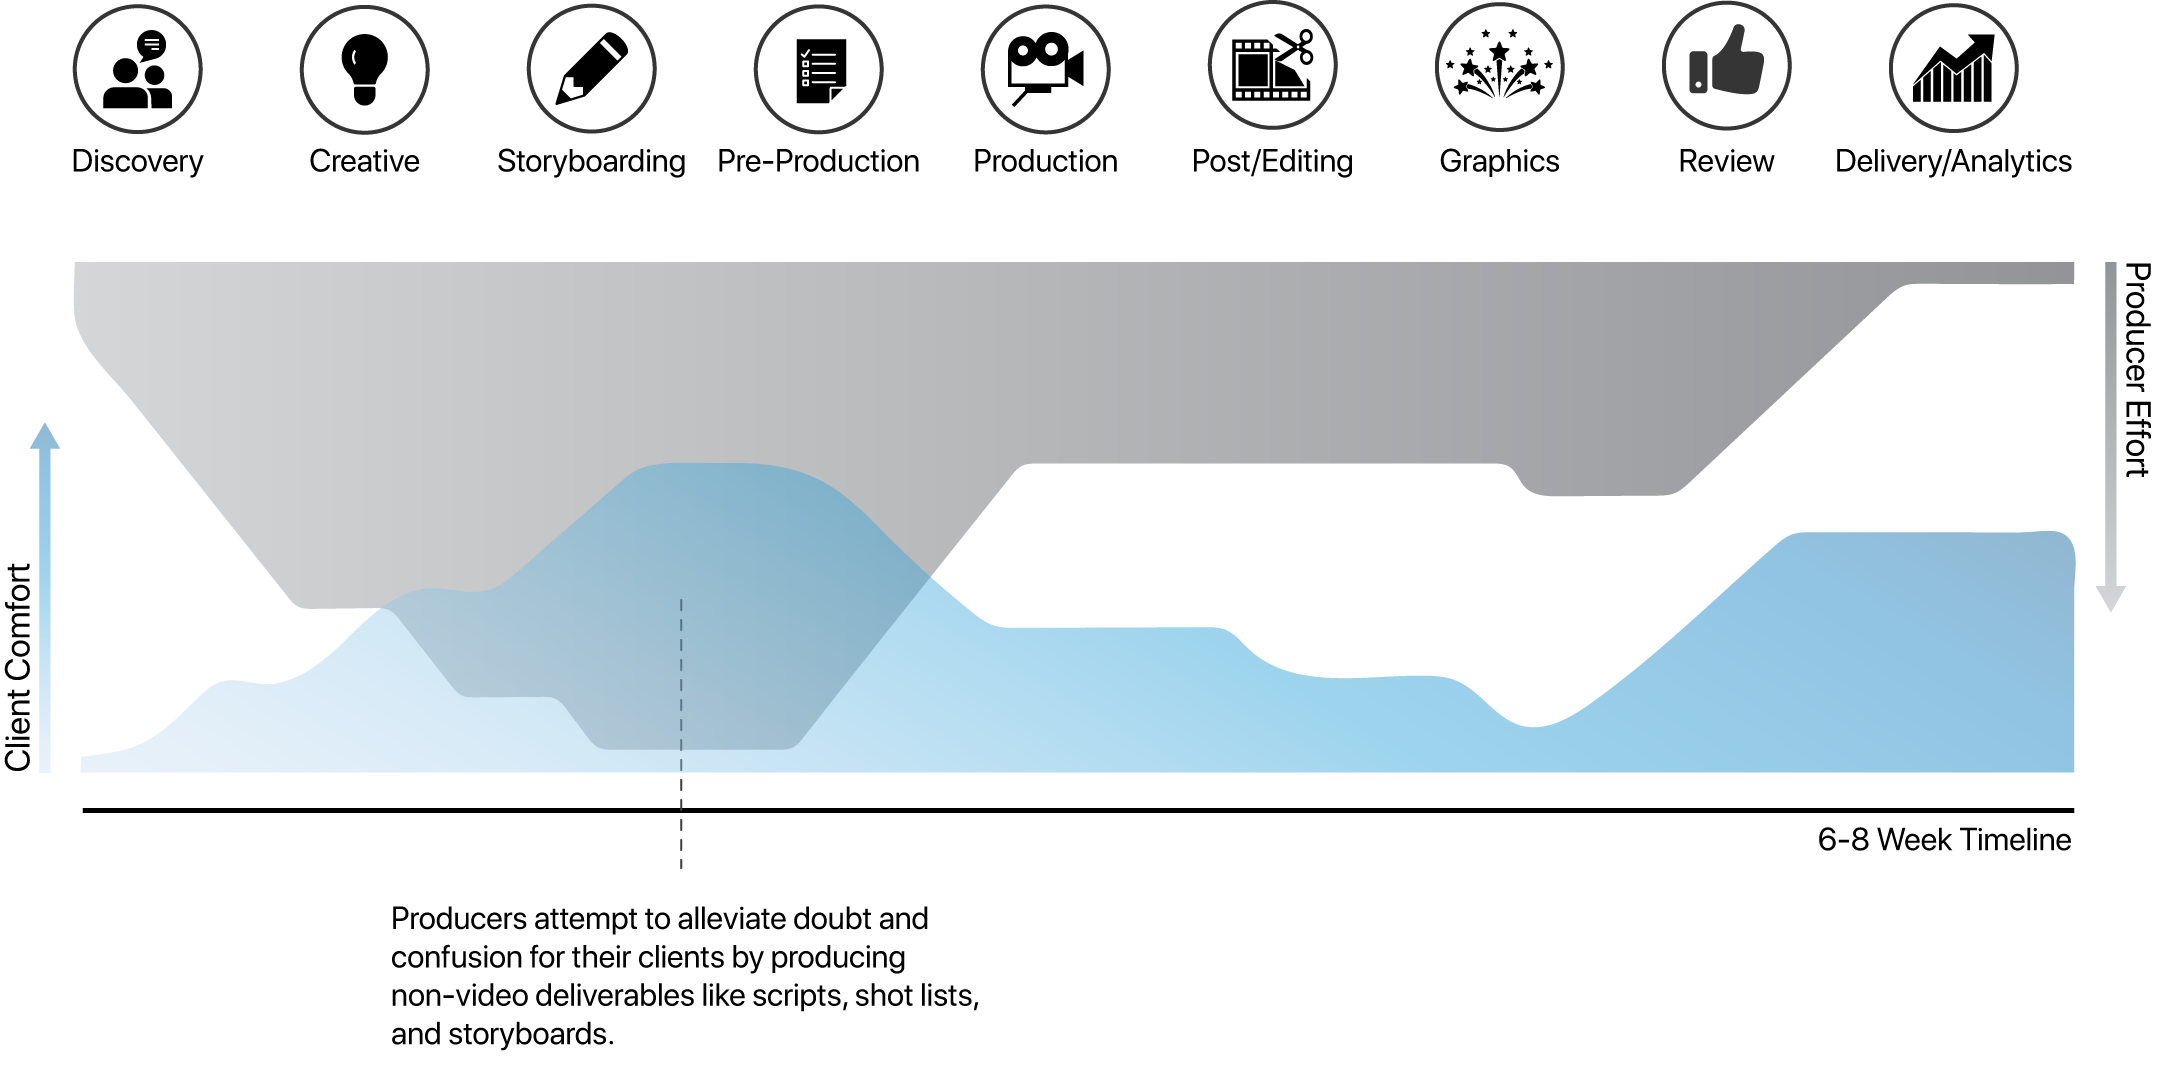 Discovery
Creative
Storyboarding
Pre-Production
Production
Post/Editing
Graphics
Review
Delivery/Analytics
Producer Effort
Client Comfort
6-8 Week Timeline
Producers attempt to alleviate doubt and
confusion for their clients by producing
non-video deliverables like scripts, shot lists,
and storyboards.